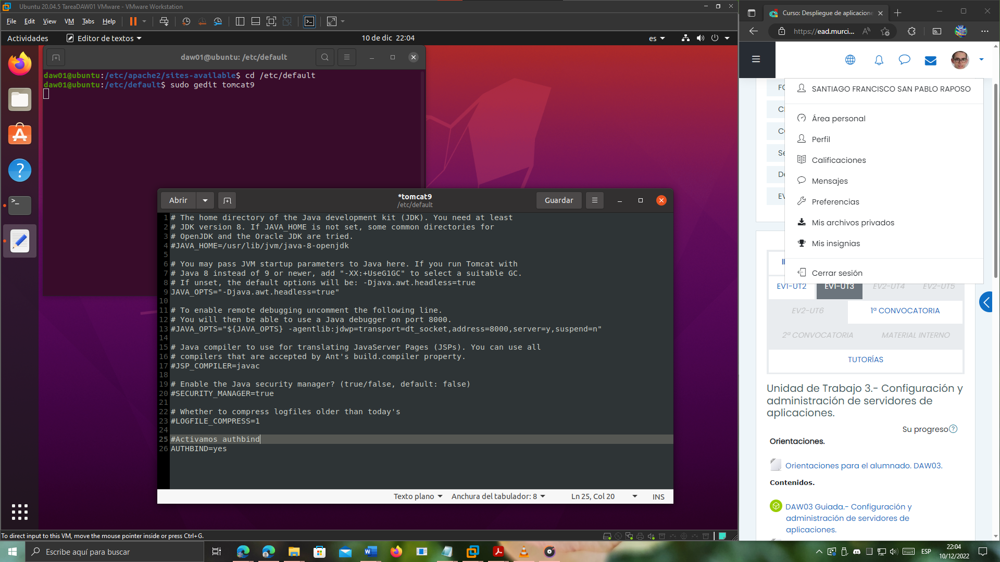 Ubuntu 20.04.5 TareaDAW01 VMware - VMware Workstation
File Edit View VM Tabs Help
Actividades Editor de textos 10 de dic 22:04 es
daw01@ubuntu: /etc/default
daw01@ubuntu:/etc/apache2/sites-available$ cd /etc/default
daw01@ubuntu:/etc/default$ sudo gedit tomcat9
Abrir *tomcat9 Guardar
/etc/default
1 # The home directory of the Java development kit (JDK). You need at least
2 # JDK version 8. If JAVA_HOME is not set, some common directories for
3 # OpenJDK and the Oracle JDK are tried.
4 #JAVA_HOME=/usr/lib/jvm/java-8-openjdk
5
6 # You may pass JVM startup parameters to Java here. If you run Tomcat with
7 # Java 8 instead of 9 or newer, add "-XX:+UseG1GC" to select a suitable GC.
8 # If unset, the default options will be: -Djava.awt.headless=true
9 JAVA_OPTS="-Djava.awt.headless=true"
10
11 # To enable remote debugging uncomment the following line.
12 # You will then be able to use a Java debugger on port 8000.
13 #JAVA_OPTS="${JAVA_OPTS} -agentlib:jdwp=transport=dt_socket,address=8000,server=y,suspend=n"
14
15 # Java compiler to use for translating JavaServer Pages (JSPs). You can use all
16 # compilers that are accepted by Ant's build.compiler property.
17 #JSP_COMPILER=javac
18
19 # Enable the Java security manager? (true/false, default: false)
20 #SECURITY_MANAGER=true
21
22 # Whether to compress logfiles older than today's
23 #LOGFILE_COMPRESS=1
24
25 #Activamos authbind
26 AUTHBIND=yes
Texto plano Anchura del tabulador: 8 Ln 25, Col 20 INS
To direct input to this VM, move the mouse pointer inside or press Ctrl+G.
Curso: Despliegue de aplicacione
https://ead.murci...
SANTIAGO FRANCISCO SAN PABLO RAPOSO
Área personal
Perfil
Calificaciones
Mensajes
Preferencias
Mis archivos privados
Mis insignias
Cerrar sesión
EV1-UT2 EV1-UT3 EV2-UT4 EV2-UT5
EV2-UT6 1ª CONVOCATORIA
2ª CONVOCATORIA MATERIAL INTERNO
TUTORÍAS
Unidad de Trabajo 3.- Configuración y
administración de servidores de
aplicaciones.
Su progreso
Orientaciones.
Orientaciones para el alumnado. DAW03.
Contenidos.
DAW03 Guiada.- Configuración y
administración de servidores de
aplicaciones.
Escribe aquí para buscar
ESP 22:04
10/12/2022